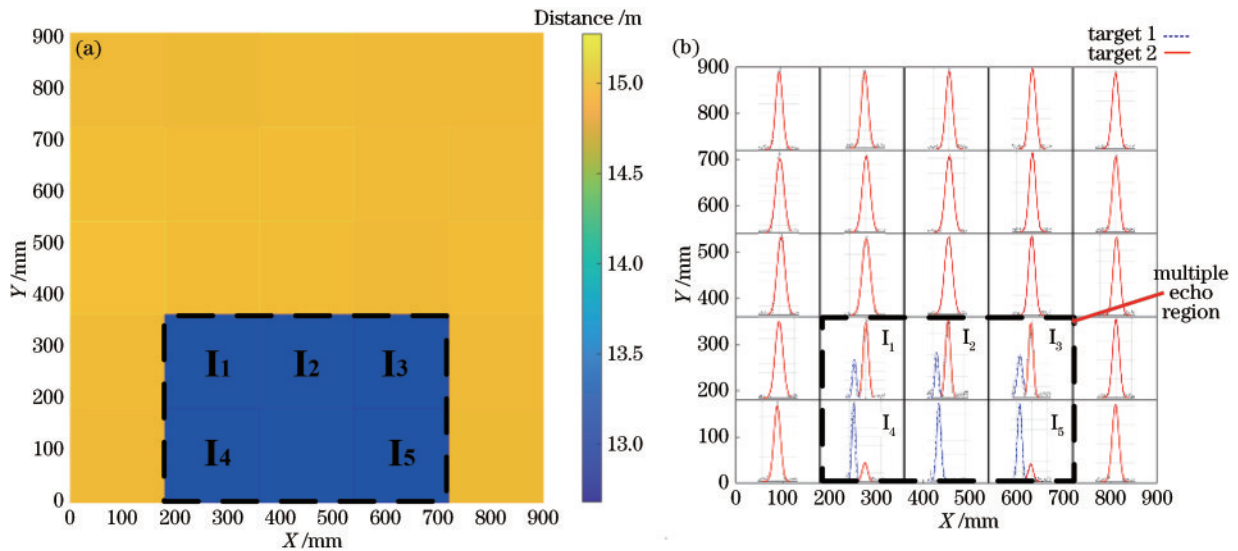 Distance /m
(a)
900
800
700
600
500
400
300
200
100
0
Y /mm
0 100 200 300 400 500 600 700 800 900
X /mm
I1 I2 I3
I4 I5
15.0
14.5
14.0
13.5
13.0
(b)
target 1
target 2
900
800
700
600
500
400
300
200
100
0
Y /mm
0 100 200 300 400 500 600 700 800 900
X /mm
multiple
echo
region
I1 I2 I3
I4 I5